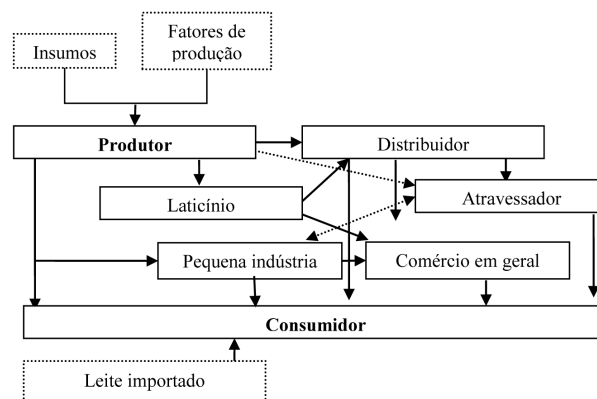 Insumos
Fatores de
produção
Produtor
Distribuidor
Laticínio
Atravessador
Pequena indústria
Comércio em geral
Consumidor
Leite importado